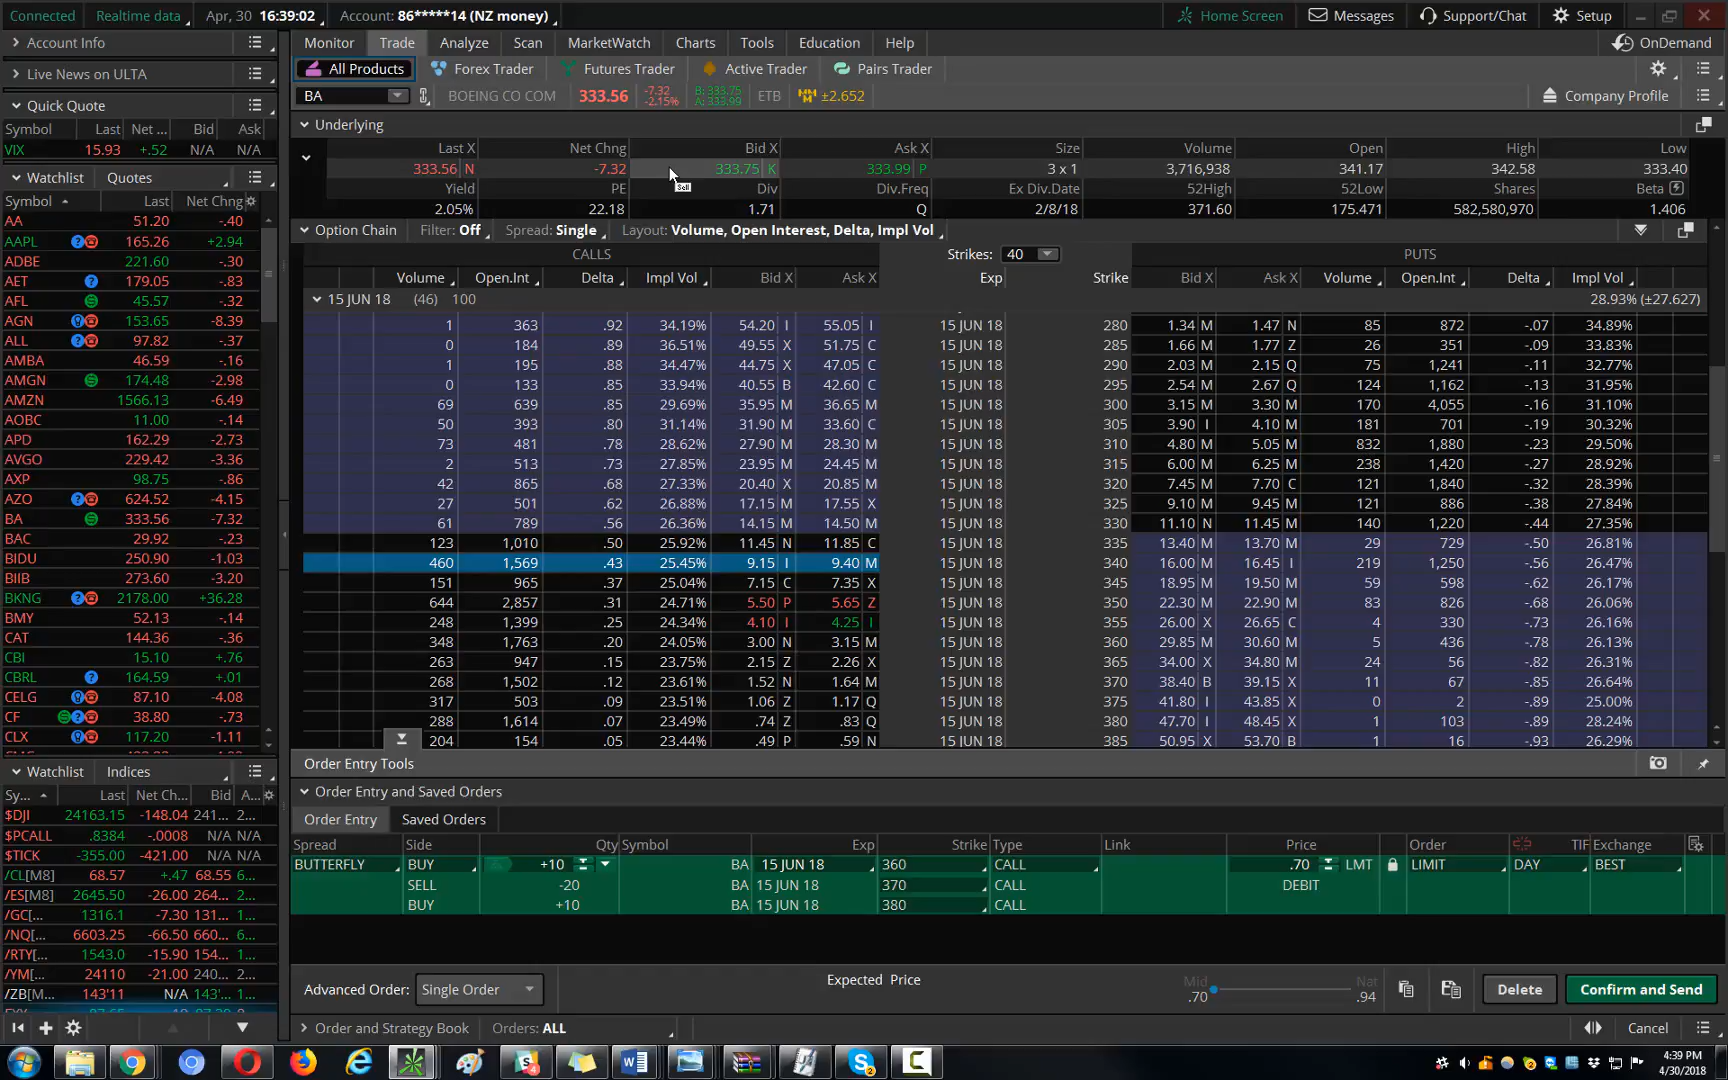 Connected Realtime data Apr, 30 16:39:02 Account: 86*****14 (NZ money) Home Screen Messages Support/Chat Setup
Account Info Monitor Trade Analyze Scan MarketWatch Charts Tools Education Help OnDemand
Live News on ULTA All Products Forex Trader Futures Trader Active Trader Pairs Trader
Quick Quote BA BOEING CO COM 333.56 -7.32 -2.15% B: 333.75 A: 333.99 ETB ±2.652 Company Profile
Symbol Last Net ... Bid Ask
VIX 15.93 +.52 N/A N/A
Underlying
Last X Net Chng Bid X Ask X Size Volume Open High Low
333.56 N -7.32 333.75 K 333.99 P 3 x 1 3,716,938 341.17 342.58 333.40
Sell
Yield PE Div Div.Freq Ex Div.Date 52High 52Low Shares Beta
2.05% 22.18 1.71 Q 2/8/18 371.60 175.471 582,580,970 1.406
Option Chain Filter: Off Spread: Single Layout: Volume, Open Interest, Delta, Impl Vol
CALLS Strikes: 40 PUTS
Volume Open.Int Delta Impl Vol Bid X Ask X Exp Strike Bid X Ask X Volume Open.Int Delta Impl Vol
15 JUN 18 (46) 100 28.93% (±27.627)
1 363 .92 34.19% 54.20 I 55.05 I 15 JUN 18 280 1.34 M 1.47 N 85 872 -.07 34.89%
0 184 .89 36.51% 49.55 X 51.75 C 15 JUN 18 285 1.66 M 1.77 Z 26 351 -.09 33.83%
1 195 .88 34.47% 44.75 X 47.05 C 15 JUN 18 290 2.03 M 2.15 Q 75 1,241 -.11 32.77%
0 133 .85 33.94% 40.55 B 42.60 C 15 JUN 18 295 2.54 M 2.67 Q 124 1,162 -.13 31.95%
69 639 .85 29.69% 35.95 M 36.65 M 15 JUN 18 300 3.15 M 3.30 M 170 4,055 -.16 31.10%
50 393 .80 31.14% 31.90 M 33.60 C 15 JUN 18 305 3.90 I 4.10 M 181 701 -.19 30.32%
73 481 .78 28.62% 27.90 M 28.30 M 15 JUN 18 310 4.80 M 5.05 M 832 1,880 -.23 29.50%
2 513 .73 27.85% 23.95 M 24.45 M 15 JUN 18 315 6.00 M 6.25 M 238 1,420 -.27 28.92%
42 865 .68 27.33% 20.40 X 20.85 M 15 JUN 18 320 7.45 M 7.70 C 121 1,840 -.32 28.39%
27 501 .62 26.88% 17.15 M 17.55 X 15 JUN 18 325 9.10 M 9.45 M 121 886 -.38 27.84%
61 789 .56 26.36% 14.15 M 14.50 M 15 JUN 18 330 11.10 N 11.45 M 140 1,220 -.44 27.35%
123 1,010 .50 25.92% 11.45 N 11.85 C 15 JUN 18 335 13.40 M 13.70 M 29 729 -.50 26.81%
460 1,569 .43 25.45% 9.15 I 9.40 M 15 JUN 18 340 16.00 M 16.45 I 219 1,250 -.56 26.47%
151 965 .37 25.04% 7.15 C 7.35 X 15 JUN 18 345 18.95 M 19.50 M 59 598 -.62 26.17%
644 2,857 .31 24.71% 5.50 P 5.65 Z 15 JUN 18 350 22.30 M 22.90 M 83 826 -.68 26.06%
248 1,399 .25 24.34% 4.10 I 4.25 I 15 JUN 18 355 26.00 X 26.65 C 4 330 -.73 26.16%
348 1,763 .20 24.05% 3.00 N 3.15 M 15 JUN 18 360 29.85 M 30.60 M 5 436 -.78 26.13%
263 947 .15 23.75% 2.15 Z 2.26 X 15 JUN 18 365 34.00 X 34.80 M 24 56 -.82 26.31%
268 1,502 .12 23.61% 1.52 N 1.64 M 15 JUN 18 370 38.40 B 39.15 X 11 67 -.85 26.64%
317 503 .09 23.51% 1.06 Z 1.17 Q 15 JUN 18 375 41.80 I 43.85 X 0 2 -.89 25.00%
288 1,614 .07 23.49% .74 Z .83 Q 15 JUN 18 380 47.70 I 48.45 X 1 103 -.89 28.24%
204 154 .05 23.44% .49 P .59 N 15 JUN 18 385 50.95 X 53.70 B 1 16 -.93 26.29%
Watchlist Quotes
Symbol Last Net Chng
AA 51.20 -.40
AAPL 165.26 +2.94
ADBE 221.60 -.30
AET 179.05 -.83
AFL 45.57 -.32
AGN 153.65 -8.39
ALL 97.82 -.37
AMBA 46.59 -.16
AMGN 174.48 -2.98
AMZN 1566.13 -6.49
AOBC 11.00 -.14
APD 162.29 -2.73
AVGO 229.42 -3.36
AXP 98.75 -.86
AZO 624.52 -4.15
BA 333.56 -7.32
BAC 29.92 -.23
BIDU 250.90 -1.03
BIIB 273.60 -3.20
BKNG 2178.00 +36.28
BMY 52.13 -.14
CAT 144.36 -.36
CBI 15.10 +.76
CBRL 164.59 +.01
CELG 87.10 -4.08
CF 38.80 -.73
CLX 117.20 -1.11
Watchlist Indices
Sy... Last Net Ch... Bid A...
$DJI 24163.15 -148.04 241... 2...
$PCALL .8384 -.0008 N/A N/A
$TICK -355.00 -421.00 N/A N/A
/CL[M8] 68.57 +.47 68.55 6...
/ES[M8] 2645.50 -26.00 264... 2...
/GC[... 1316.1 -7.30 131... 1...
/NQ[... 6603.25 -66.50 660... 6...
/RTY[... 1543.0 -15.90 154... 1...
/YM[... 24110 -21.00 240... 2...
/ZB[M... 143'11 N/A 143'... 1...
Order Entry Tools
Order Entry and Saved Orders
Order Entry Saved Orders
Spread Side Qty Symbol Exp Strike Type Link Price Order TIF Exchange
BUTTERFLY BUY +10 BA 15 JUN 18 360 CALL .70 LMT LIMIT DAY BEST
SELL -20 BA 15 JUN 18 370 CALL DEBIT
BUY +10 BA 15 JUN 18 380 CALL
Advanced Order: Single Order Expected Price Mid .70 Nat .94 Delete Confirm and Send
Order and Strategy Book Orders: ALL Cancel
4:39 PM
4/30/2018